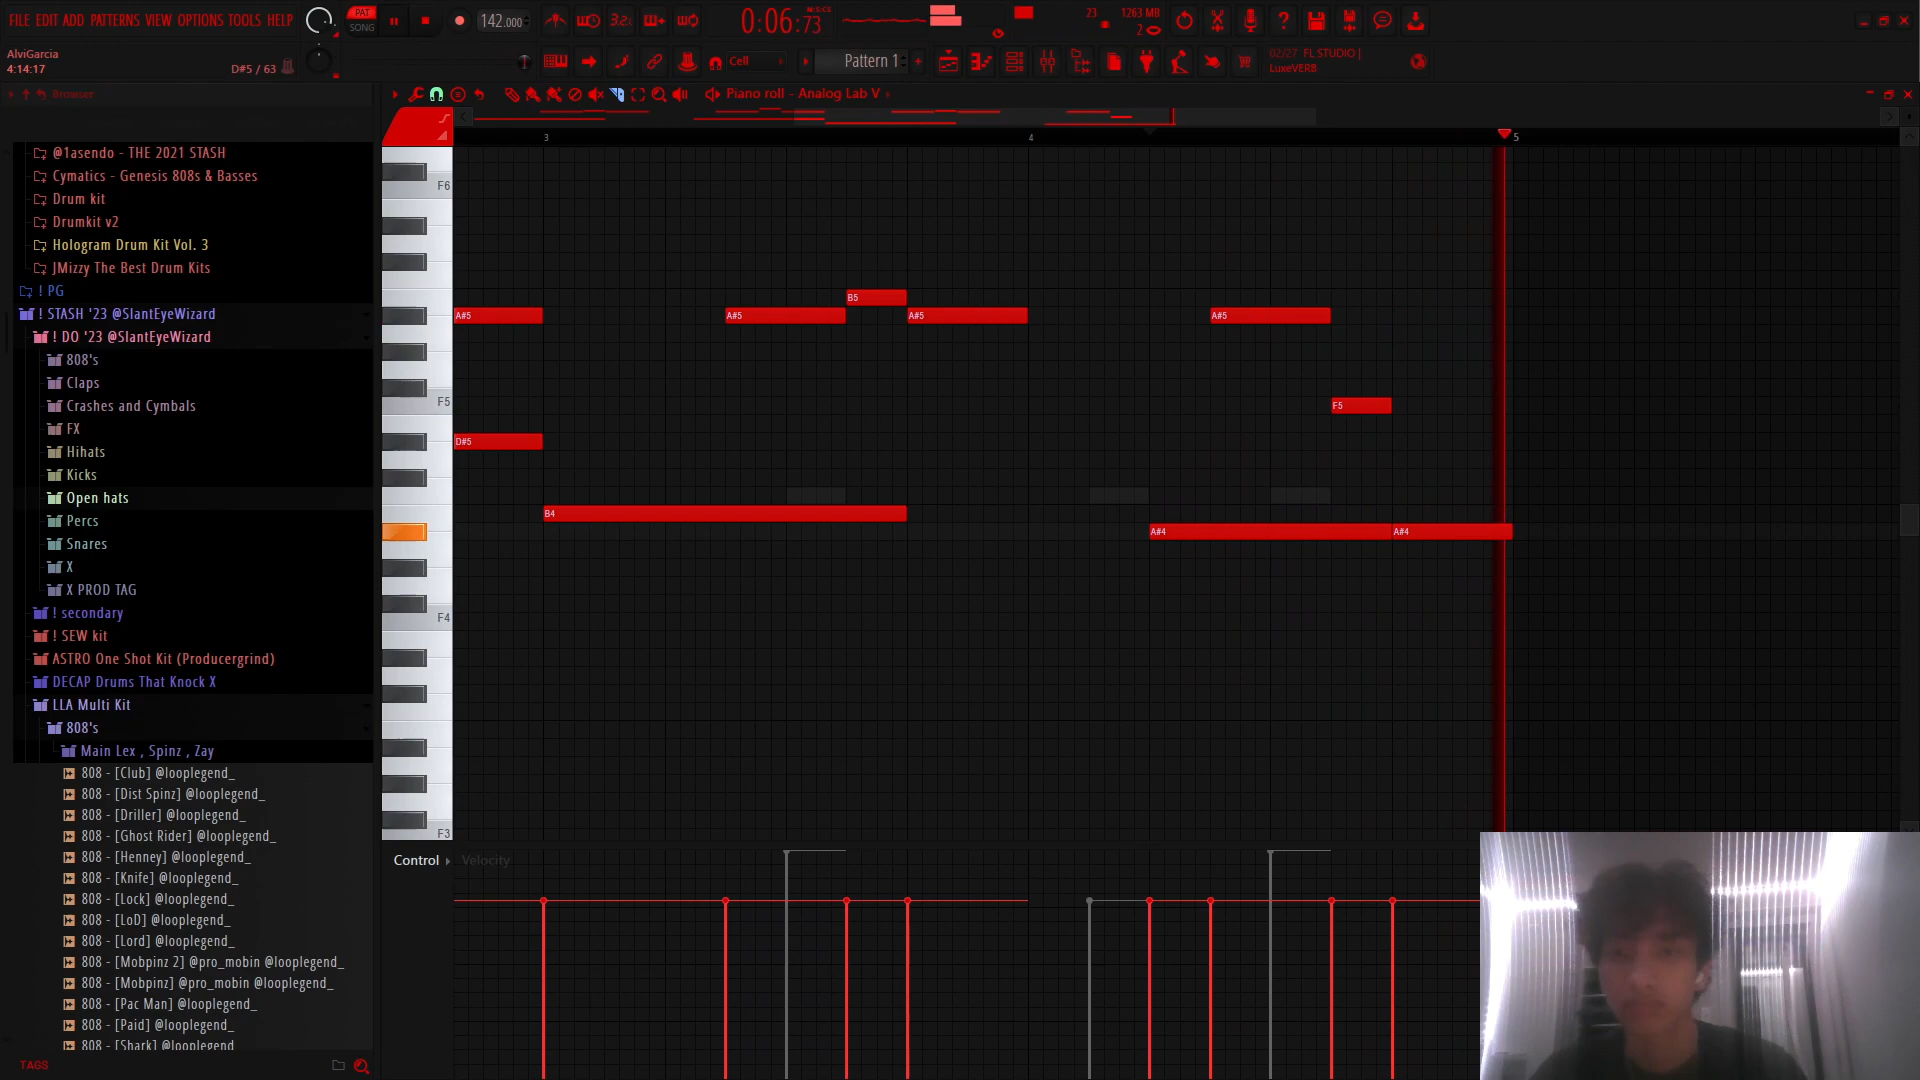 FILE EDIT ADD PATTERNS VIEW OPTIONS TOOLS HELP
PAT
SONG
142.000
3.2
0:06:73
M:S:CS
23
1263 MB
2
AlviGarcia
4:14:17
D#5 / 63
Cell
Pattern 1
02/27 FL STUDIO |
LuxeVERB
Browser
Piano roll - Analog Lab V
@1asendo - THE 2021 STASH
Cymatics - Genesis 808s & Basses
Drum kit
Drumkit v2
Hologram Drum Kit Vol. 3
JMizzy The Best Drum Kits
! PG
! STASH '23 @SlantEyeWizard
! DO '23 @SlantEyeWizard
808's
Claps
Crashes and Cymbals
FX
Hihats
Kicks
Open hats
Percs
Snares
X
X PROD TAG
! secondary
! SEW kit
ASTRO One Shot Kit (Producergrind)
DECAP Drums That Knock X
LLA Multi Kit
808's
Main Lex , Spinz , Zay
808 - [Club] @looplegend_
808 - [Dist Spinz] @looplegend_
808 - [Driller] @looplegend_
808 - [Ghost Rider] @looplegend_
808 - [Henney] @looplegend_
808 - [Knife] @looplegend_
808 - [Lock] @looplegend_
808 - [LoD] @looplegend_
808 - [Lord] @looplegend_
808 - [Mobpinz 2] @pro_mobin @looplegend_
808 - [Mobpinz] @pro_mobin @looplegend_
808 - [Pac Man] @looplegend_
808 - [Paid] @looplegend_
808 - [Shark] @looplegend
TAGS
3
4
5
F6
F5
F4
F3
A#5
A#5
B5
A#5
A#5
F5
D#5
B4
A#4
A#4
Control
Velocity